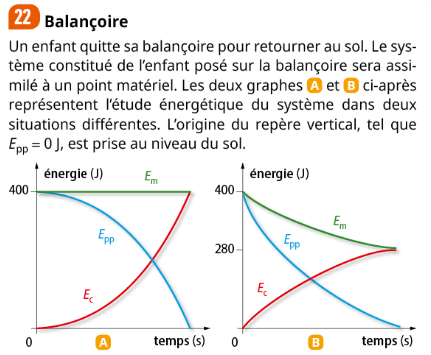 22 Balançoire
Un enfant quitte sa balançoire pour retourner au sol. Le sys-
tème constitué de l'enfant posé sur la balançoire sera assi-
milé à un point matériel. Les deux graphes A et B ci-après
représentent l'étude énergétique du système dans deux
situations différentes. L'origine du repère vertical, tel que
Epp = 0 J, est prise au niveau du sol.
énergie (J)
400
Em
Epp
Ec
0
A
temps (s)
énergie (J)
400
Em
280
Epp
Ec
0
B
temps (s)